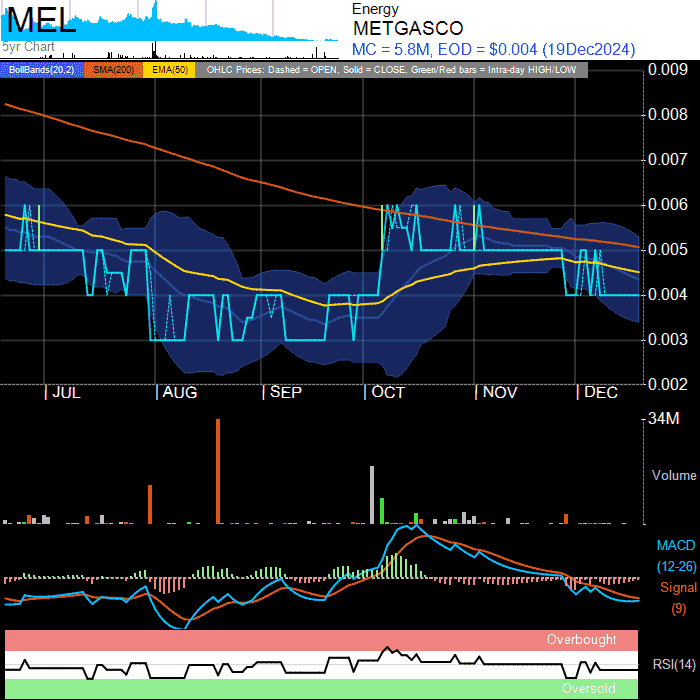 MEL
5yr Chart
Energy
METGASCO
MC = 5.8M, EOD = $0.004 (19Dec2024)
BollBands(20,2) SMA(200) EMA(50) OHLC Prices: Dashed = OPEN, Solid = CLOSE, Green/Red bars = Intra-day HIGH/LOW
0.009
0.008
0.007
0.006
0.005
0.004
0.003
0.002
| JUL | AUG | SEP | OCT | NOV | DEC
34M
Volume
MACD
(12-26)
Signal
(9)
Overbought
RSI(14)
Oversold